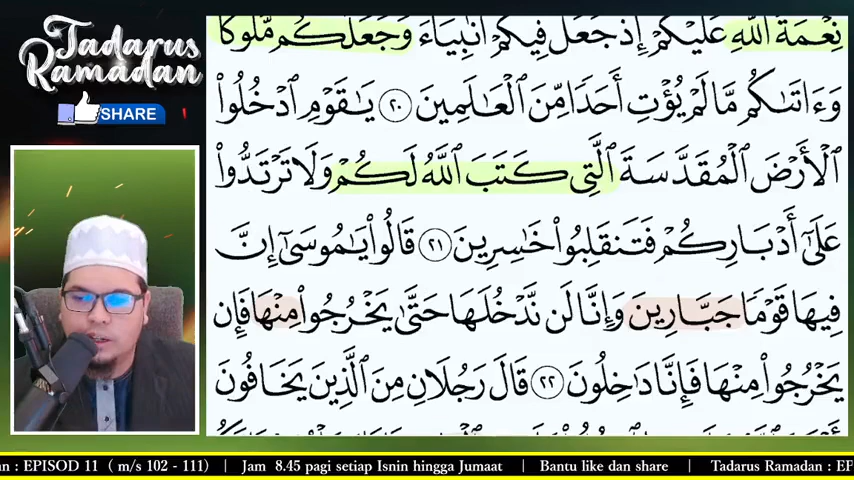 Tadarus
Ramadan
SHARE
نِعْمَةَ ٱللَّهِ عَلَيْكُمْ إِذْ جَعَلَ فِيكُمْ أَنۢبِيَآءَ وَجَعَلَكُم مُّلُوكًا
وَءَاتَىٰكُم مَّا لَمْ يُؤْتِ أَحَدًا مِّنَ ٱلْعَـٰلَمِينَ ٢٠ يَـٰقَوْمِ ٱدْخُلُوا۟
ٱلْأَرْضَ ٱلْمُقَدَّسَةَ ٱلَّتِى كَتَبَ ٱللَّهُ لَكُمْ وَلَا تَرْتَدُّوا۟
عَلَىٰٓ أَدْبَارِكُمْ فَتَنقَلِبُوا۟ خَـٰسِرِينَ ٢١ قَالُوا۟ يَـٰمُوسَىٰٓ إِنَّ
فِيهَا قَوْمًا جَبَّارِينَ وَإِنَّا لَن نَّدْخُلَهَا حَتَّىٰ يَخْرُجُوا۟ مِنْهَا فَإِن
يَخْرُجُوا۟ مِنْهَا فَإِنَّا دَٰخِلُونَ ٢٢ قَالَ رَجُلَانِ مِنَ ٱلَّذِينَ يَخَافُونَ
an : EPISOD 11 ( m/s 102 - 111) | Jam 8.45 pagi setiap Isnin hingga Jumaat | Bantu like dan share | Tadarus Ramadan : EP